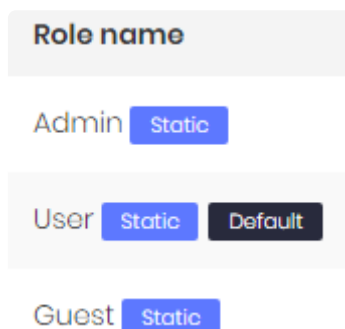 Role name
Admin Static
User Static Default
Guest Static